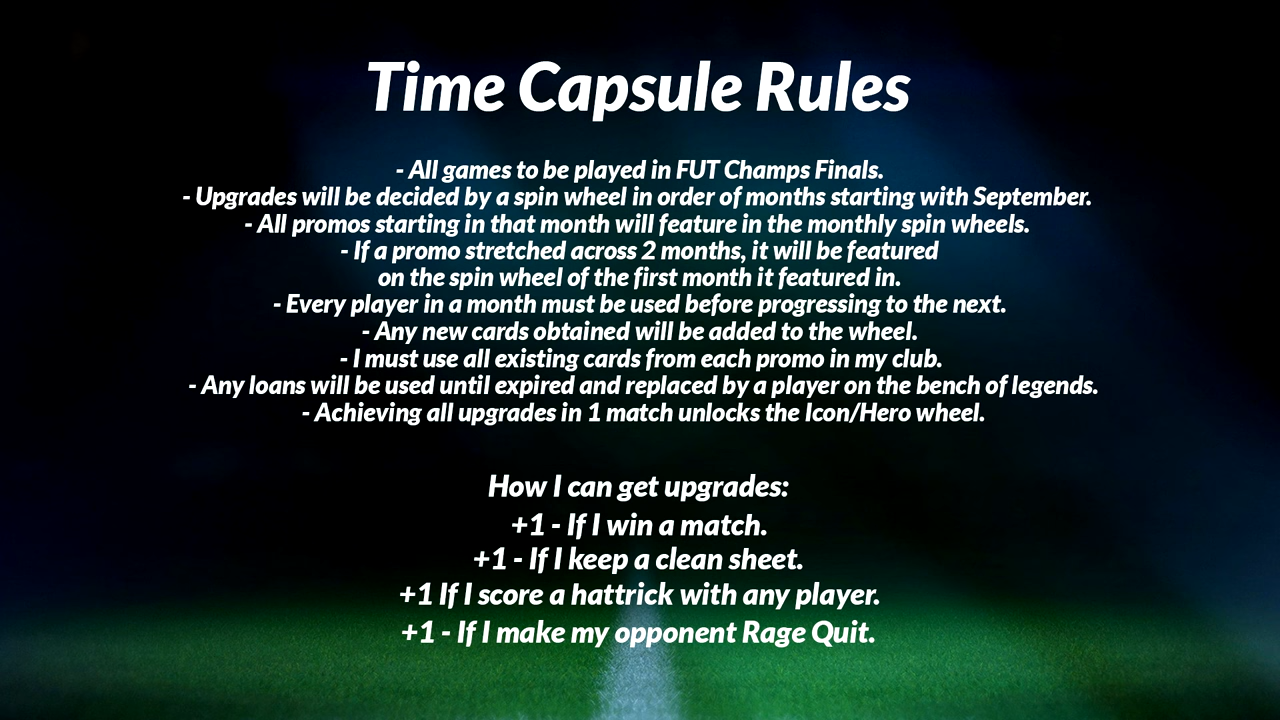 Time Capsule Rules
- All games to be played in FUT Champs Finals.
- Upgrades will be decided by a spin wheel in order of months starting with September.
- All promos starting in that month will feature in the monthly spin wheels.
- If a promo stretched across 2 months, it will be featured
on the spin wheel of the first month it featured in.
- Every player in a month must be used before progressing to the next.
- Any new cards obtained will be added to the wheel.
- I must use all existing cards from each promo in my club.
- Any loans will be used until expired and replaced by a player on the bench of legends.
- Achieving all upgrades in 1 match unlocks the Icon/Hero wheel.
How I can get upgrades:
+1 - If I win a match.
+1 - If I keep a clean sheet.
+1 If I score a hattrick with any player.
+1 - If I make my opponent Rage Quit.